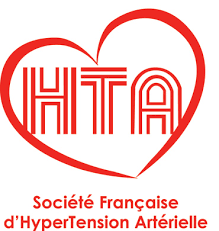 HTA
Société Française
d'HyperTension Artérielle